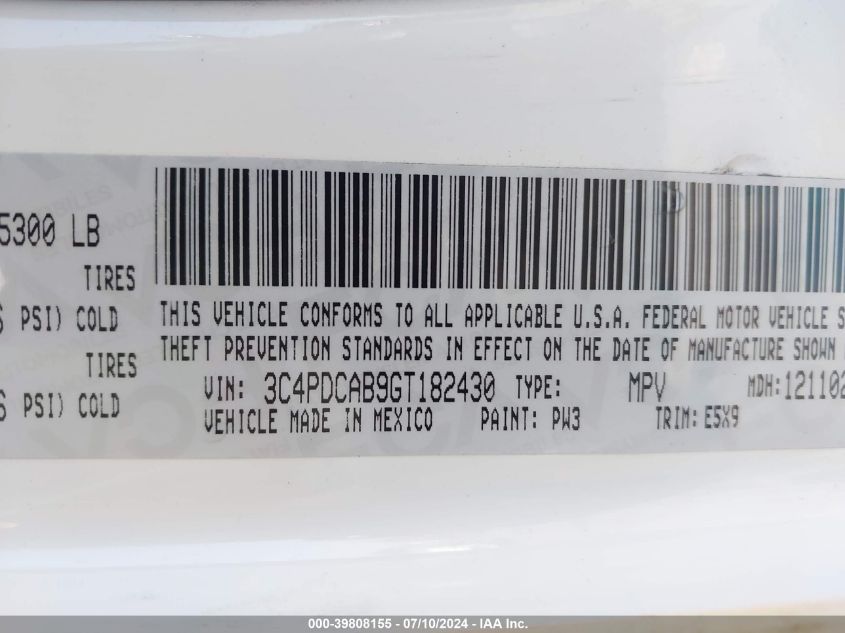 5300 LB
TIRES
PSI) COLD
TIRES
PSI) COLD
THIS VEHICLE CONFORMS TO ALL APPLICABLE U.S.A. FEDERAL MOTOR VEHICLE S
THEFT PREVENTION STANDARDS IN EFFECT ON THE DATE OF MANUFACTURE SHOWN
VIN: 3C4PDCAB9GT182430 TYPE: MPV MDH:121102
VEHICLE MADE IN MEXICO PAINT: PW3 TRIM: E5X9
000-39808155 - 07/10/2024 - IAA Inc.